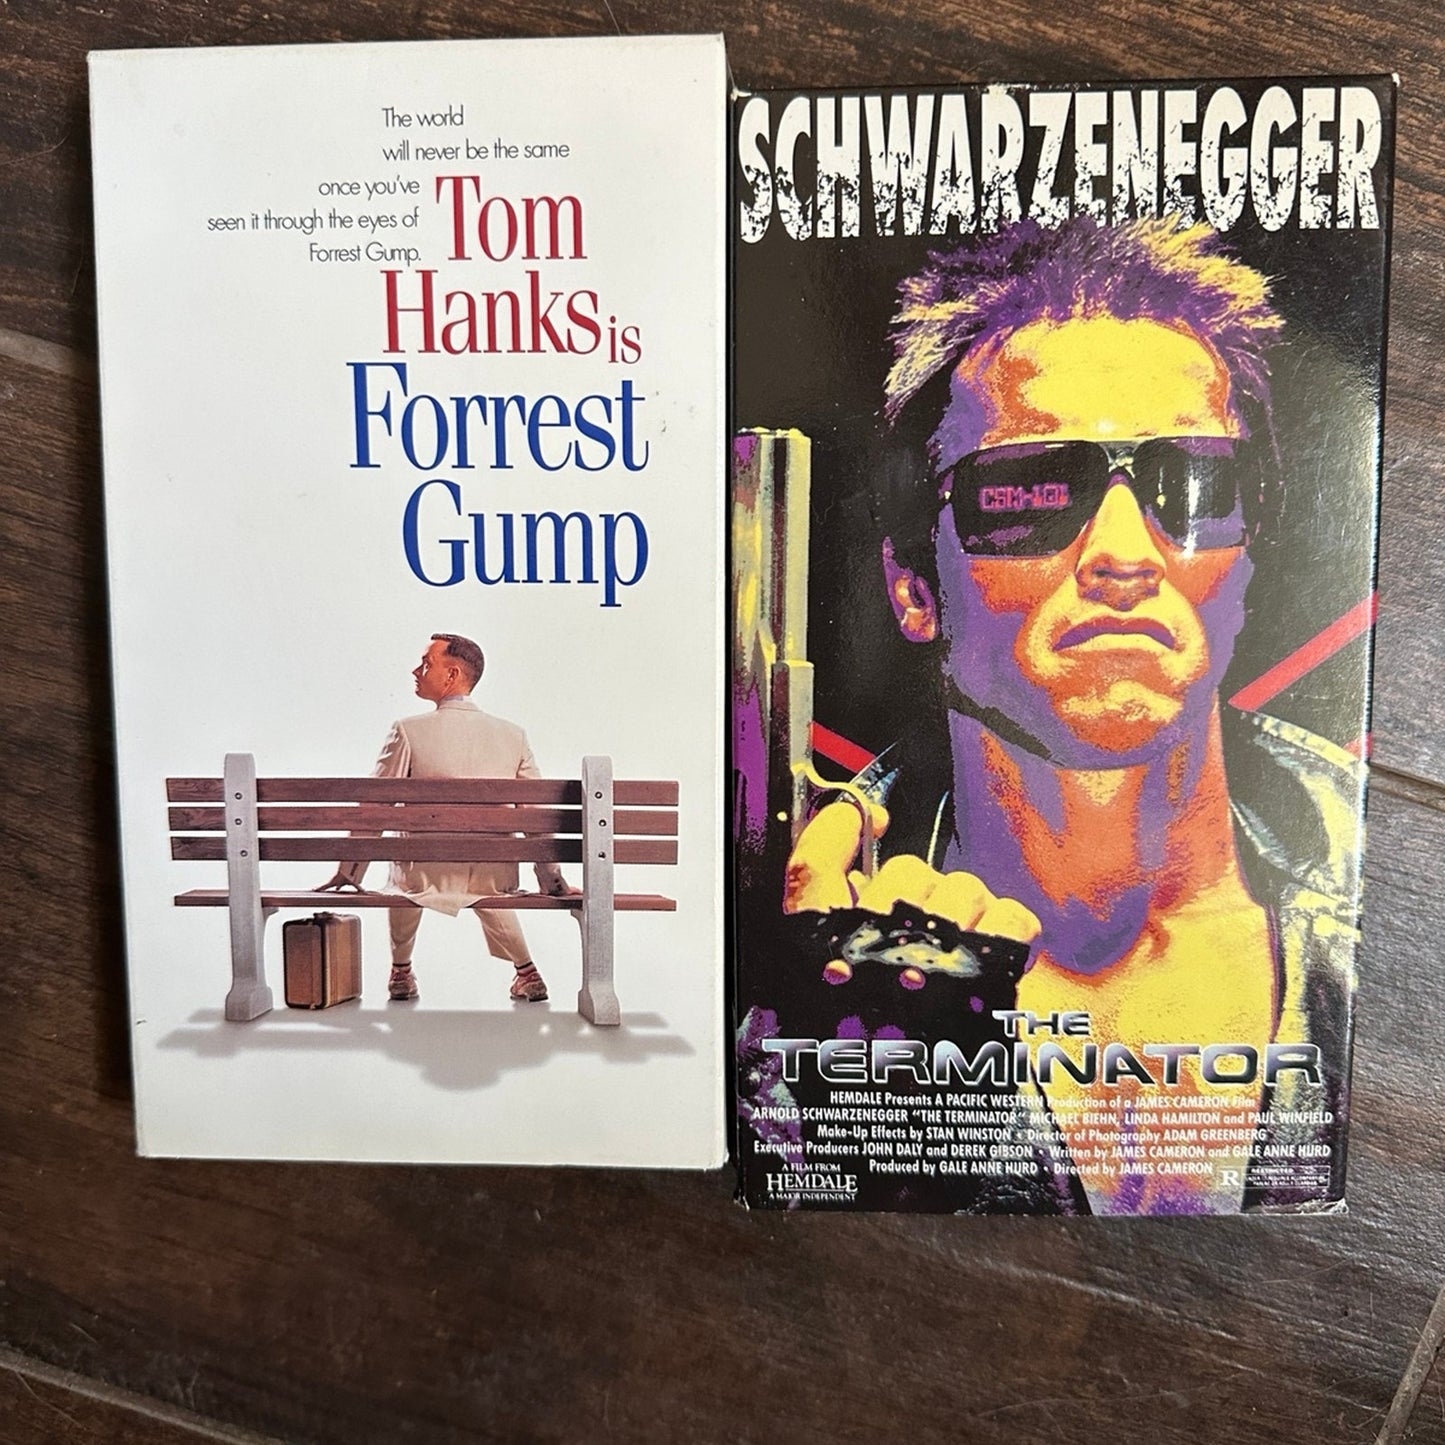 The world
will never be the same
once you've
seen it through the eyes of
Forrest Gump.
Tom
Hanks is
Forrest
Gump
SCHWARZENEGGER
CSM-101
THE
TERMINATOR
HEMDALE Presents A PACIFIC WESTERN Production of a JAMES CAMERON Film
ARNOLD SCHWARZENEGGER "THE TERMINATOR" MICHAEL BIEHN, LINDA HAMILTON and PAUL WINFIELD
Make-Up Effects by STAN WINSTON • Director of Photography ADAM GREENBERG
Executive Producers JOHN DALY and DEREK GIBSON • Written by JAMES CAMERON and GALE ANNE HURD
Produced by GALE ANNE HURD • Directed by JAMES CAMERON
A FILM FROM
HEMDALE
A MAJOR INDEPENDENT
R RESTRICTED